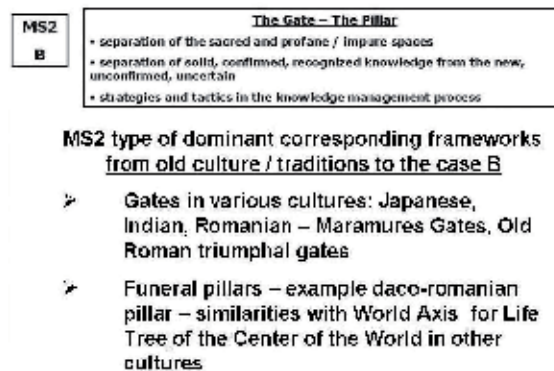 MS2
B
The Gate – The Pillar
• separation of the sacred and profane / impure spaces
• separation of solid, confirmed, recognized knowledge from the new,
unconfirmed, uncertain
• strategies and tactics in the knowledge management process
MS2 type of dominant corresponding frameworks
from old culture / traditions to the case B
➢ Gates in various cultures: Japanese,
Indian, Romanian – Maramures Gates, Old
Roman triumphal gates
➢ Funeral pillars – example daco-romanian
pillar – similarities with World Axis for Life
Tree of the Center of the World in other
cultures